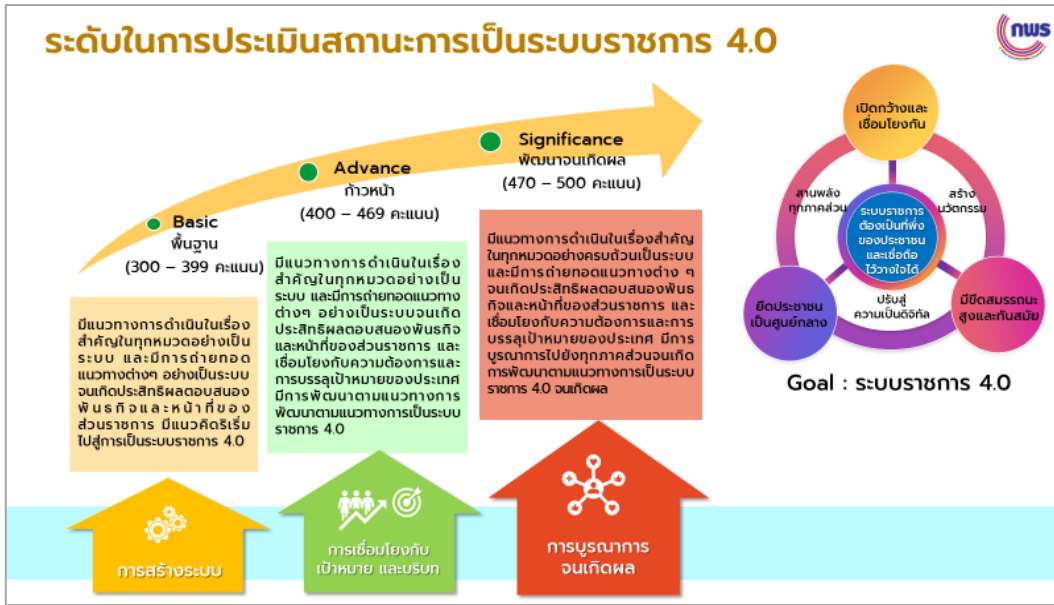 ระดับในการประเมินสถานะการเป็นระบบราชการ 4.0
กพร
Basic
พื้นฐาน
(300 – 399 คะแนน)
Advance
ก้าวหน้า
(400 – 469 คะแนน)
Significance
พัฒนาจนเกิดผล
(470 – 500 คะแนน)
มีแนวทางการดำเนินในเรื่อง
สำคัญในทุกหมวดอย่างเป็น
ระบบ และมีการถ่ายทอด
แนวทางต่างๆ อย่างเป็นระบบ
จนเกิดประสิทธิผลตอบสนอง
พันธกิจและหน้าที่ของ
ส่วนราชการ มีแนวคิดริเริ่ม
ไปสู่การเป็นระบบราชการ 4.0
มีแนวทางการดำเนินในเรื่อง
สำคัญในทุกหมวดอย่างเป็น
ระบบ และมีการถ่ายทอดแนวทาง
ต่างๆ อย่างเป็นระบบจนเกิด
ประสิทธิผลตอบสนองพันธกิจ
และหน้าที่ของส่วนราชการ และ
เชื่อมโยงกับความต้องการและ
การบรรลุเป้าหมายของประเทศ
มีการพัฒนาตามแนวทางการ
พัฒนาตามแนวทางการเป็นระบบ
ราชการ 4.0
มีแนวทางการดำเนินในเรื่องสำคัญ
ในทุกหมวดอย่างครบถ้วนเป็นระบบ
และมีการถ่ายทอดแนวทางต่าง ๆ
จนเกิดประสิทธิผลตอบสนองพันธ
กิจและหน้าที่ของส่วนราชการ และ
เชื่อมโยงกับความต้องการและการ
บรรลุเป้าหมายของประเทศ มีการ
บูรณาการไปยังทุกภาคส่วนจนเกิด
การพัฒนาตามแนวทางการเป็นระบบ
ราชการ 4.0 จนเกิดผล
การสร้างระบบ
การเชื่อมโยงกับ
เป้าหมาย และบริบท
การบูรณาการ
จนเกิดผล
เปิดกว้างและ
เชื่อมโยงกัน
สานพลัง
ทุกภาคส่วน
สร้าง
นวัตกรรม
ระบบราชการ
ต้องเป็นที่พึ่ง
ของประชาชน
และเชื่อถือ
ไว้วางใจได้
ยึดประชาชน
เป็นศูนย์กลาง
ปรับสู่
ความเป็นดิจิทัล
มีขีดสมรรถนะ
สูงและทันสมัย
Goal : ระบบราชการ 4.0